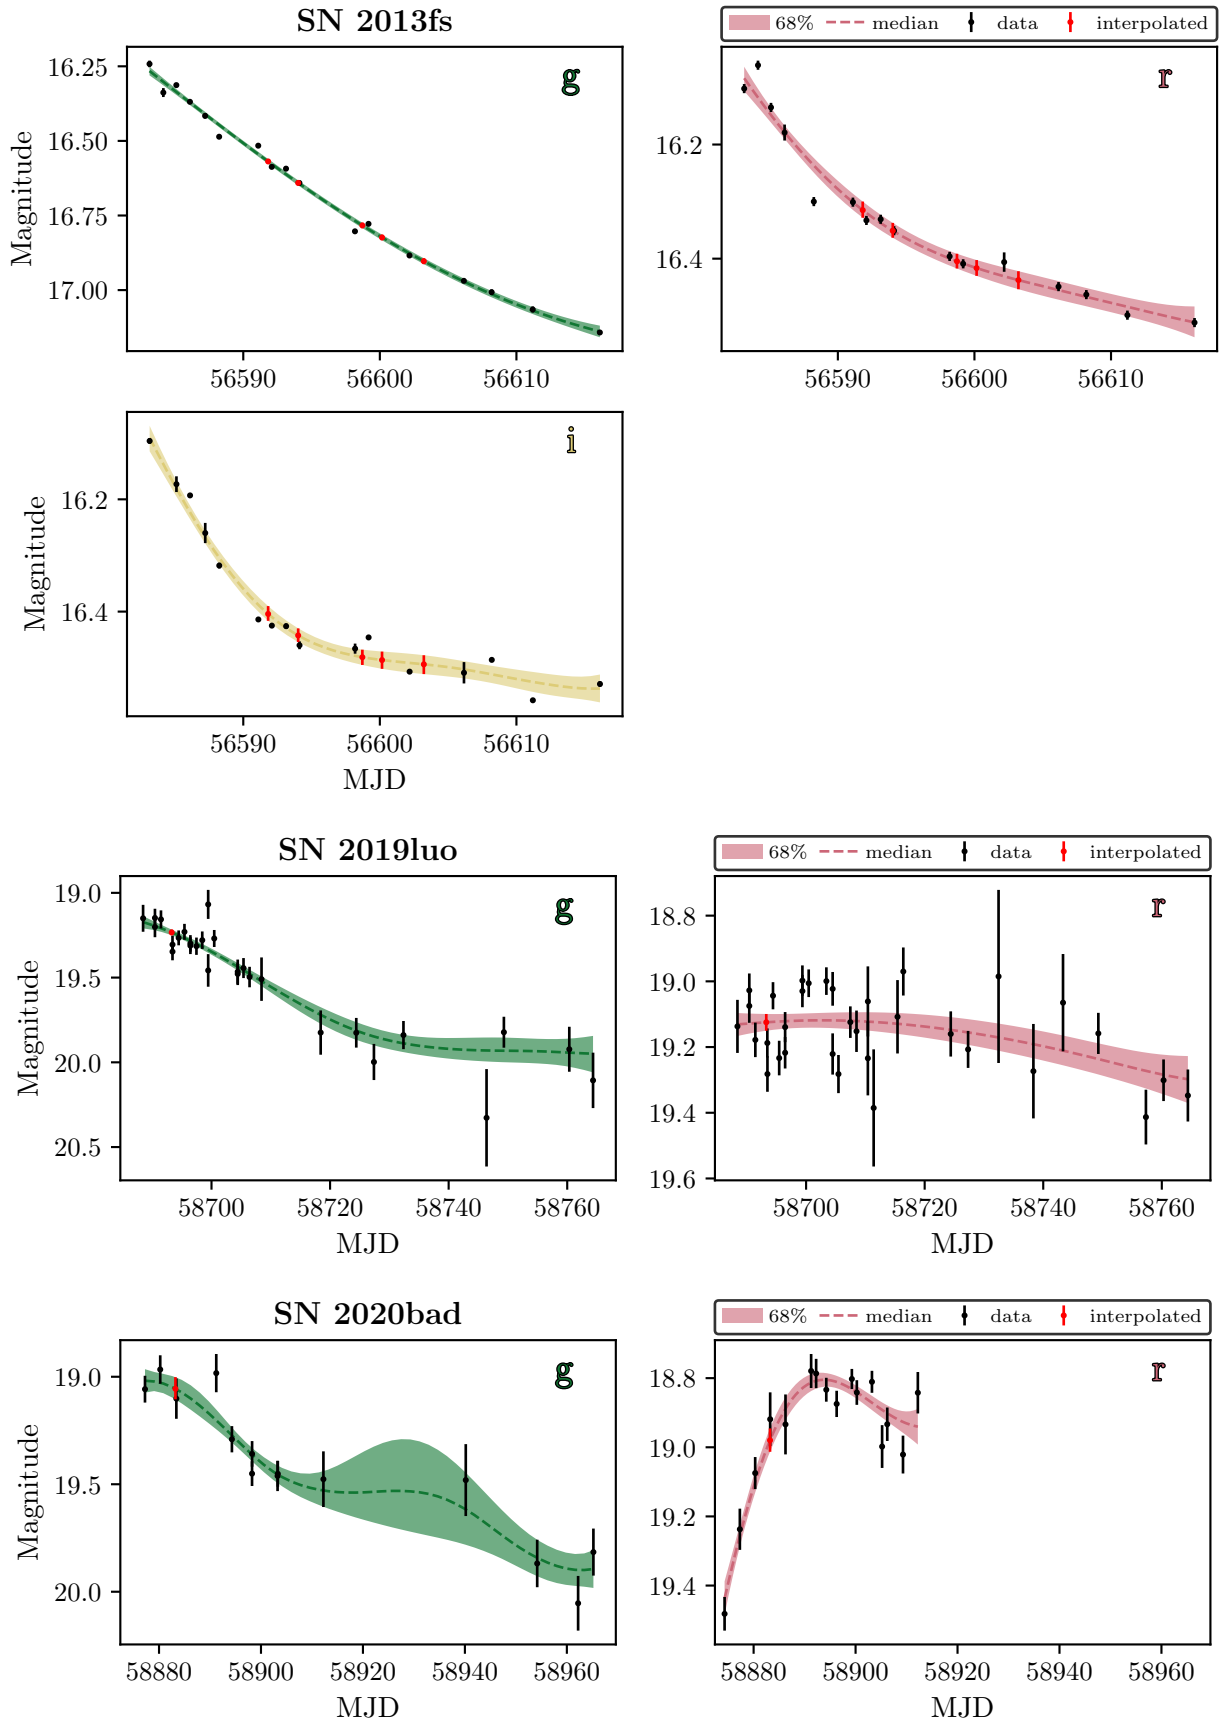 SN 2013fs
68% median data interpolated
16.25
16.50
16.75
17.00
Magnitude
g
56590 56600 56610
16.2
16.4
r
56590 56600 56610
16.2
16.4
Magnitude
i
56590 56600 56610
MJD
SN 2019luo
68% median data interpolated
19.0
19.5
20.0
20.5
Magnitude
g
58700 58720 58740 58760
MJD
18.8
19.0
19.2
19.4
19.6
r
58700 58720 58740 58760
MJD
SN 2020bad
68% median data interpolated
19.0
19.5
20.0
Magnitude
g
58880 58900 58920 58940 58960
MJD
18.8
19.0
19.2
19.4
r
58880 58900 58920 58940 58960
MJD